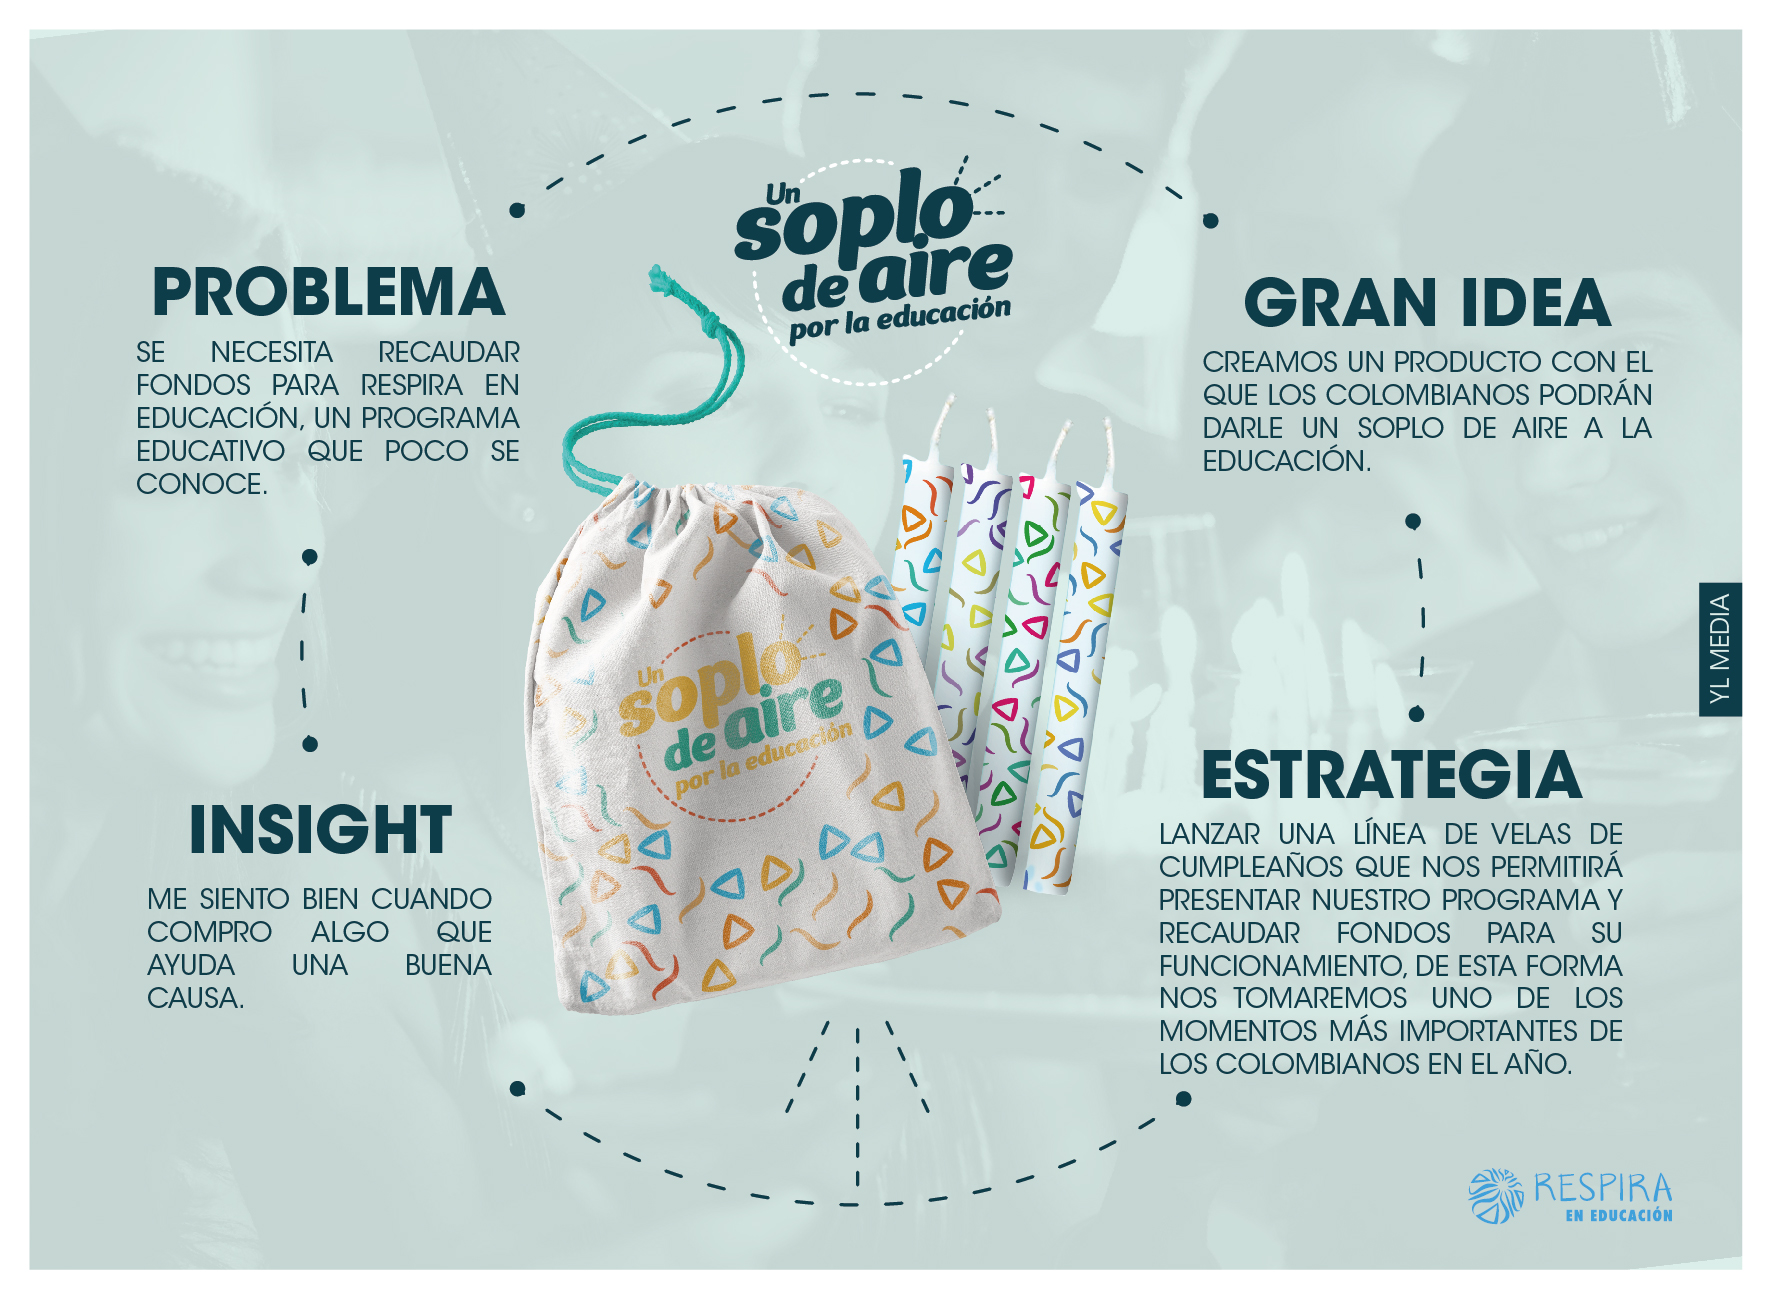 Un
soplo
de aire
por la educación
PROBLEMA
SE NECESITA RECAUDAR
FONDOS PARA RESPIRA EN
EDUCACIÓN, UN PROGRAMA
EDUCATIVO QUE POCO SE
CONOCE.
INSIGHT
ME SIENTO BIEN CUANDO
COMPRO ALGO QUE
AYUDA UNA BUENA
CAUSA.
Un
soplo
de aire
por la educación
GRAN IDEA
CREAMOS UN PRODUCTO CON EL
QUE LOS COLOMBIANOS PODRÁN
DARLE UN SOPLO DE AIRE A LA
EDUCACIÓN.
ESTRATEGIA
LANZAR UNA LÍNEA DE VELAS DE
CUMPLEAÑOS QUE NOS PERMITIRÁ
PRESENTAR NUESTRO PROGRAMA Y
RECAUDAR FONDOS PARA SU
FUNCIONAMIENTO, DE ESTA FORMA
NOS TOMAREMOS UNO DE LOS
MOMENTOS MÁS IMPORTANTES DE
LOS COLOMBIANOS EN EL AÑO.
YL MEDIA
RESPIRA
EN EDUCACIÓN